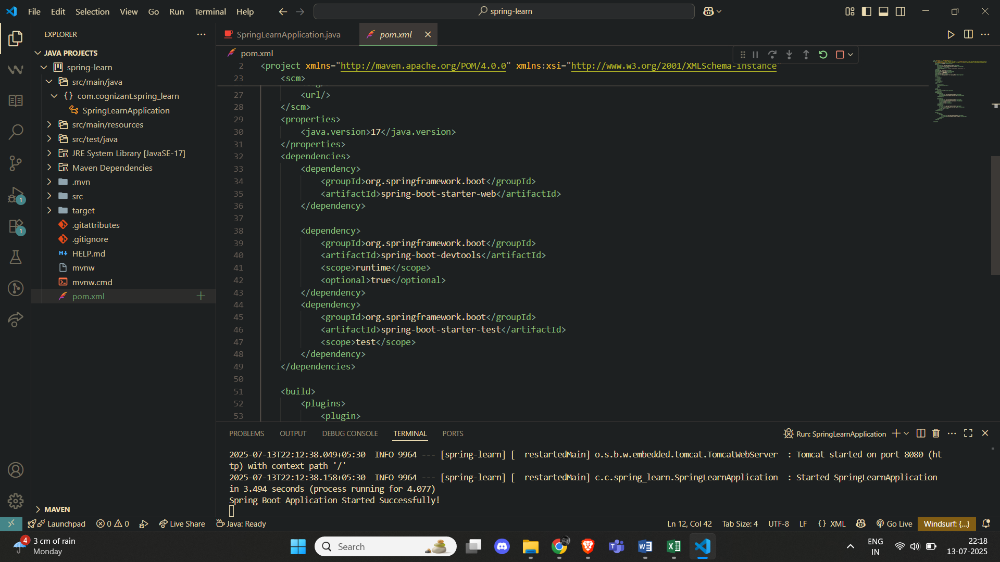 File Edit Selection View Go Run Terminal Help
spring-learn
EXPLORER
SpringLearnApplication.java
pom.xml
JAVA PROJECTS
spring-learn
src/main/java
com.cognizant.spring_learn
SpringLearnApplication
src/main/resources
src/test/java
JRE System Library [JavaSE-17]
Maven Dependencies
.mvn
src
target
.gitattributes
.gitignore
HELP.md
mvnw
mvnw.cmd
pom.xml
MAVEN
1
1
pom.xml
2 <project xmlns="http://maven.apache.org/POM/4.0.0" xmlns:xsi="http://www.w3.org/2001/XMLSchema-instance"
23 <scm>
27 <url/>
28 </scm>
29 <properties>
30 <java.version>17</java.version>
31 </properties>
32 <dependencies>
33 <dependency>
34 <groupId>org.springframework.boot</groupId>
35 <artifactId>spring-boot-starter-web</artifactId>
36 </dependency>
37
38 <dependency>
39 <groupId>org.springframework.boot</groupId>
40 <artifactId>spring-boot-devtools</artifactId>
41 <scope>runtime</scope>
42 <optional>true</optional>
43 </dependency>
44 <dependency>
45 <groupId>org.springframework.boot</groupId>
46 <artifactId>spring-boot-starter-test</artifactId>
47 <scope>test</scope>
48 </dependency>
49 </dependencies>
50
51 <build>
52 <plugins>
53 <plugin>
PROBLEMS OUTPUT DEBUG CONSOLE TERMINAL PORTS
Run: SpringLearnApplication
2025-07-13T22:12:38.049+05:30 INFO 9964 --- [spring-learn] [ restartedMain] o.s.b.w.embedded.tomcat.TomcatWebServer : Tomcat started on port 8080 (ht
tp) with context path '/'
2025-07-13T22:12:38.158+05:30 INFO 9964 --- [spring-learn] [ restartedMain] c.c.spring_learn.SpringLearnApplication : Started SpringLearnApplication
in 3.494 seconds (process running for 4.077)
Spring Boot Application Started Successfully!
Launchpad 0 0 Live Share Java: Ready
Ln 12, Col 42 Tab Size: 4 UTF-8 LF {} XML Go Live Windsurf: {...}
4
3 cm of rain
Monday
Search
ENG
IN
22:18
13-07-2025